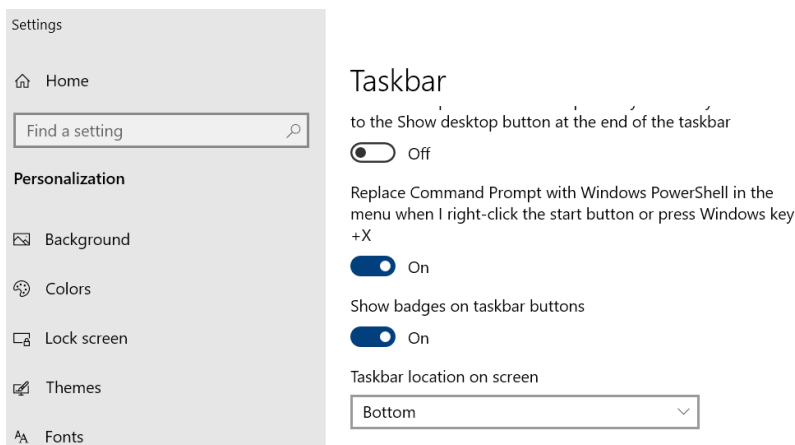 Settings
Home
Find a setting
Personalization
Background
Colors
Lock screen
Themes
Fonts
Taskbar
to the Show desktop button at the end of the taskbar
Off
Replace Command Prompt with Windows PowerShell in the
menu when I right-click the start button or press Windows key
+X
On
Show badges on taskbar buttons
On
Taskbar location on screen
Bottom